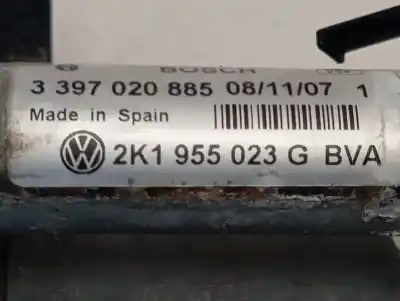 BOSCH
3 397 020 885 08/11/07 1
Made in Spain
2K1 955 023 G BVA